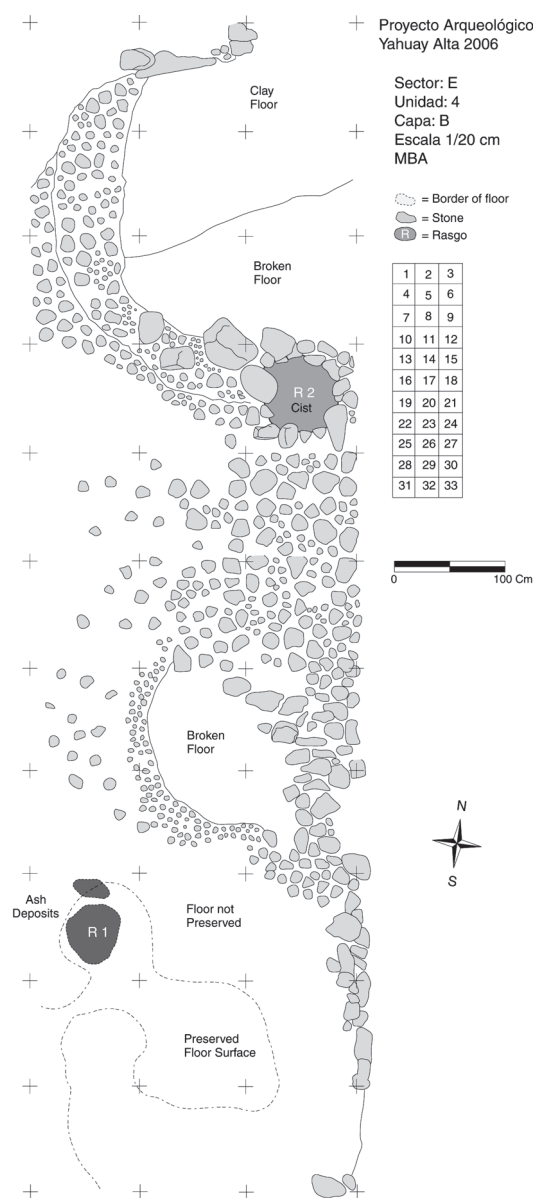 Proyecto Arqueológico
Yahuay Alta 2006
Sector: E
Unidad: 4
Capa: B
Escala 1/20 cm
MBA
= Border of floor
= Stone
R = Rasgo
1 2 3
4 5 6
7 8 9
10 11 12
13 14 15
16 17 18
19 20 21
22 23 24
25 26 27
28 29 30
31 32 33
0 100 Cm
N
S
Clay
Floor
Broken
Floor
R 2
Cist
Broken
Floor
Ash
Deposits
R 1
Floor not
Preserved
Preserved
Floor Surface